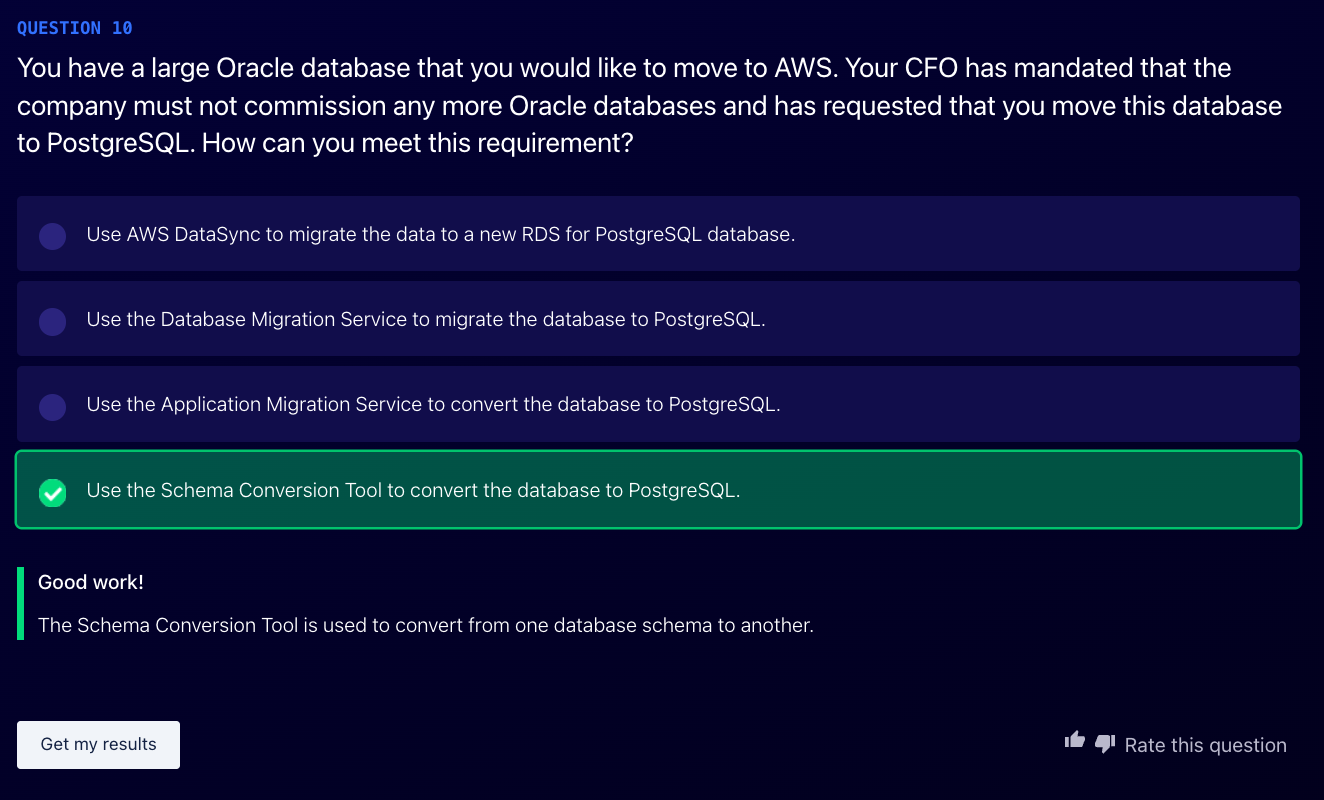 QUESTION 10
You have a large Oracle database that you would like to move to AWS. Your CFO has mandated that the
company must not commission any more Oracle databases and has requested that you move this database
to PostgreSQL. How can you meet this requirement?
Use AWS DataSync to migrate the data to a new RDS for PostgreSQL database.
Use the Database Migration Service to migrate the database to PostgreSQL.
Use the Application Migration Service to convert the database to PostgreSQL.
Use the Schema Conversion Tool to convert the database to PostgreSQL.
Good work!
The Schema Conversion Tool is used to convert from one database schema to another.
Get my results
Rate this question